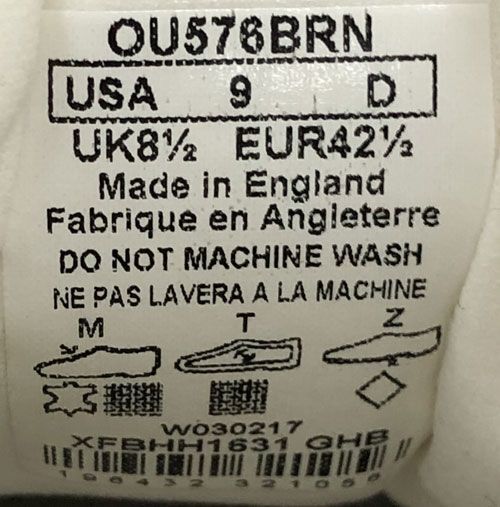 OU576BRN
USA 9 D
UK8½ EUR42½
Made in England
Fabrique en Angleterre
DO NOT MACHINE WASH
NE PAS LAVERA A LA MACHINE
M T Z
W030217
XFBHH1631 GHB